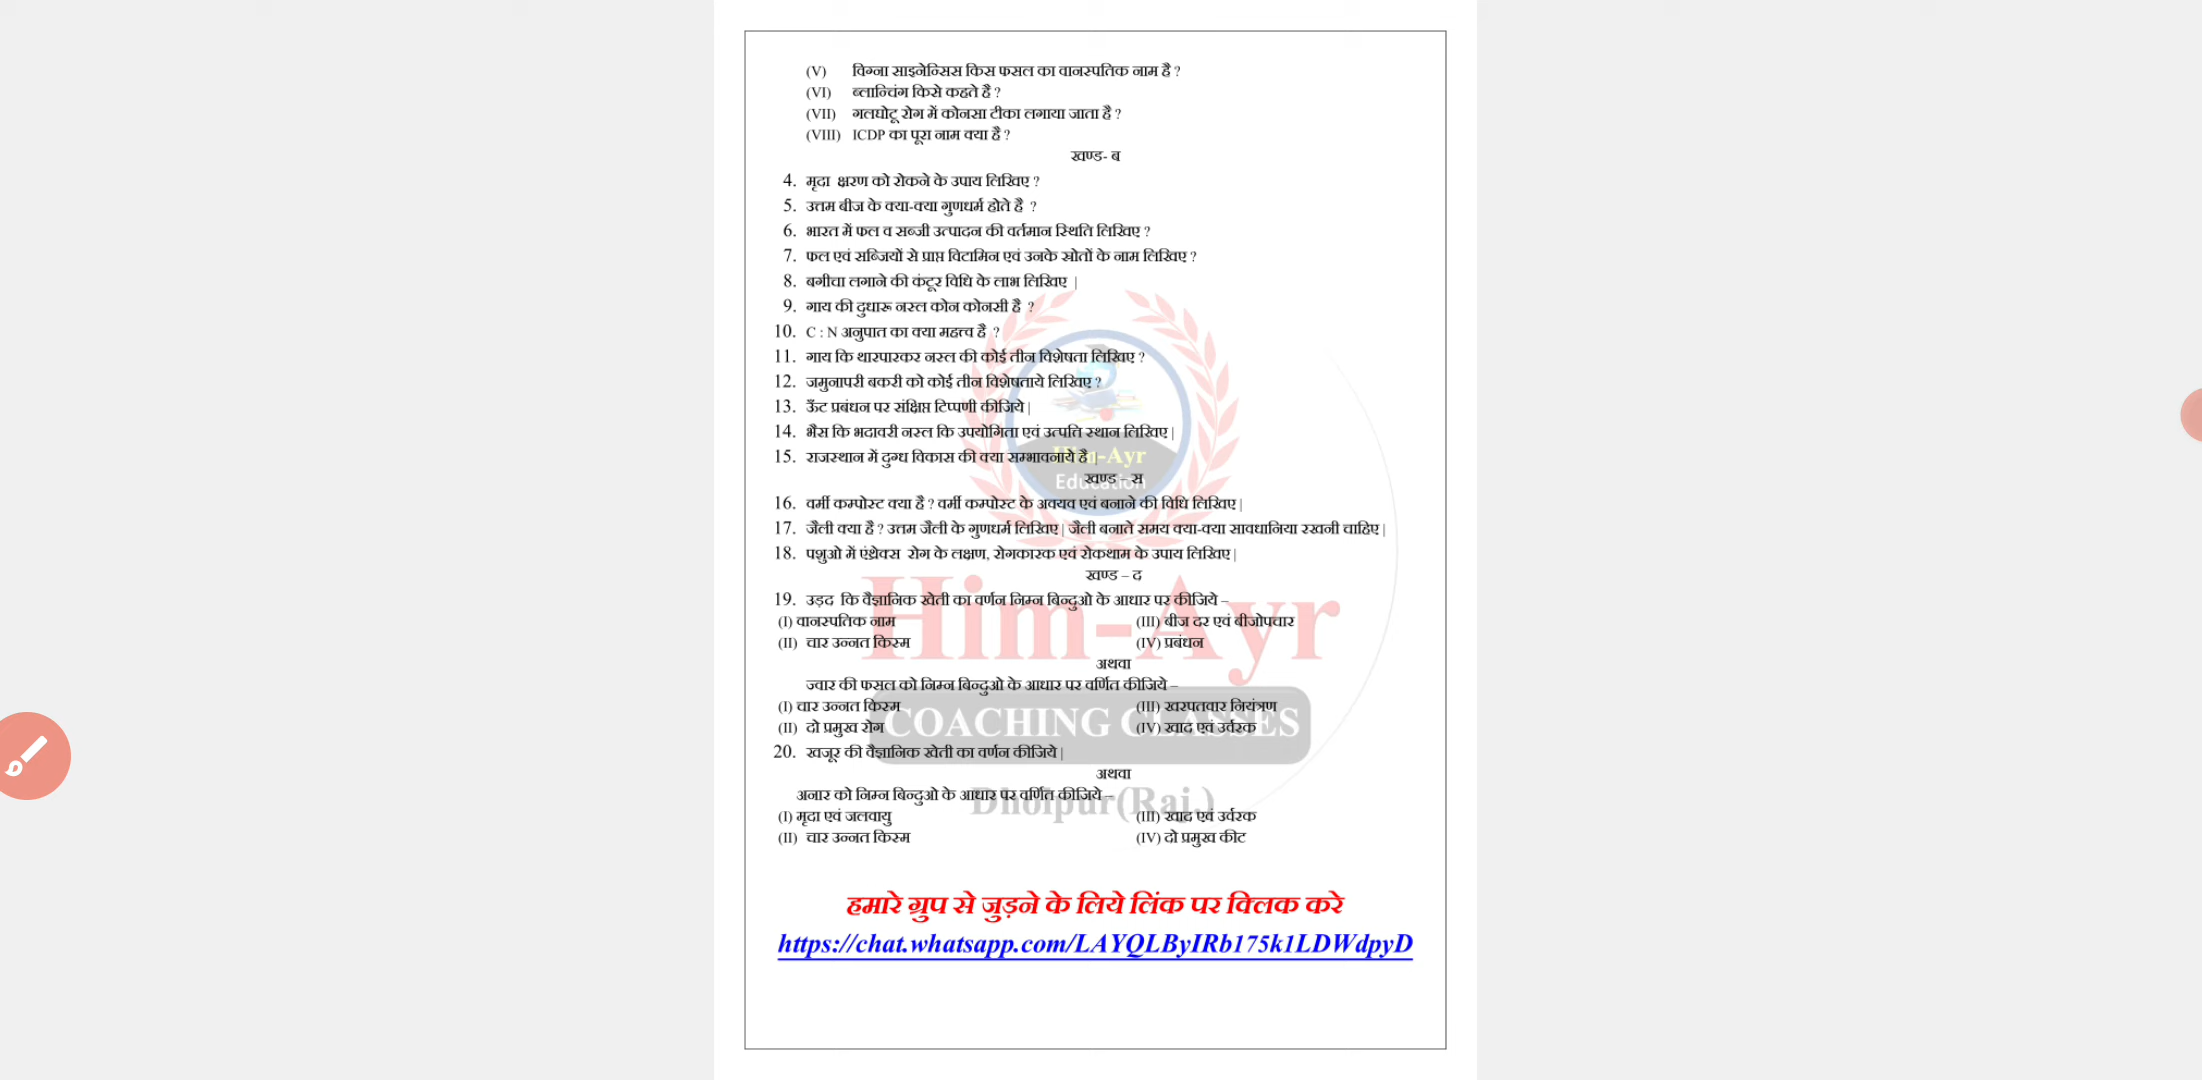 (V) विग्ना साइनेन्सिस किस फसल का वानस्पतिक नाम है ?
(VI) ब्लान्चिंग किसे कहते है ?
(VII) गलघोटू रोग में कोनसा टीका लगाया जाता है ?
(VIII) ICDP का पूरा नाम क्या है ?
खण्ड- ब
4. मृदा क्षरण को रोकने के उपाय लिखिए ?
5. उत्तम बीज के क्या-क्या गुणधर्म होते है ?
6. भारत में फल व सब्जी उत्पादन की वर्तमान स्थिति लिखिए ?
7. फल एवं सब्जियों से प्राप्त विटामिन एवं उनके स्रोतों के नाम लिखिए ?
8. बगीचा लगाने की कंटूर विधि के लाभ लिखिए |
9. गाय की दुधारू नस्ल कोन कोनसी है ?
10. C : N अनुपात का क्या महत्त्व है ?
11. गाय कि थारपारकर नस्ल की कोई तीन विशेषता लिखिए ?
12. जमुनापरी बकरी को कोई तीन विशेषताये लिखिए ?
13. ऊँट प्रबंधन पर संक्षिप्त टिप्पणी कीजिये |
14. भैस कि भदावरी नस्ल कि उपयोगिता एवं उत्पति स्थान लिखिए |
15. राजस्थान में दुग्ध विकास की क्या सम्भावनाये है |
Him-Ayr
Education
खण्ड – स
16. वर्मी कम्पोस्ट क्या है ? वर्मी कम्पोस्ट के अवयव एवं बनाने की विधि लिखिए |
17. जैली क्या है ? उत्तम जैली के गुणधर्म लिखिए | जैली बनाते समय क्या-क्या सावधानिया रखनी चाहिए |
18. पशुओ में एंथ्रेक्स रोग के लक्षण, रोगकारक एवं रोकथाम के उपाय लिखिए |
खण्ड – द
19. उड़द कि वैज्ञानिक खेती का वर्णन निम्न बिन्दुओ के आधार पर कीजिये –
(I) वानस्पतिक नाम (III) बीज दर एवं बीजोपचार
Him-Ayr
(II) चार उन्नत किस्म (IV) प्रबंधन
अथवा
ज्वार की फसल को निम्न बिन्दुओ के आधार पर वर्णित कीजिये –
(I) चार उन्नत किस्म (III) खरपतवार नियंत्रण
COACHING CLASSES
(II) दो प्रमुख रोग (IV) खाद एवं उर्वरक
20. खजूर की वैज्ञानिक खेती का वर्णन कीजिये |
अथवा
अनार को निम्न बिन्दुओ के आधार पर वर्णित कीजिये –
Dholpur(Raj.)
(I) मृदा एवं जलवायु (III) खाद एवं उर्वरक
(II) चार उन्नत किस्म (IV) दो प्रमुख कीट
हमारे ग्रुप से जुड़ने के लिये लिंक पर क्लिक करे
https://chat.whatsapp.com/LAYQLByIRb175k1LDWdpyD